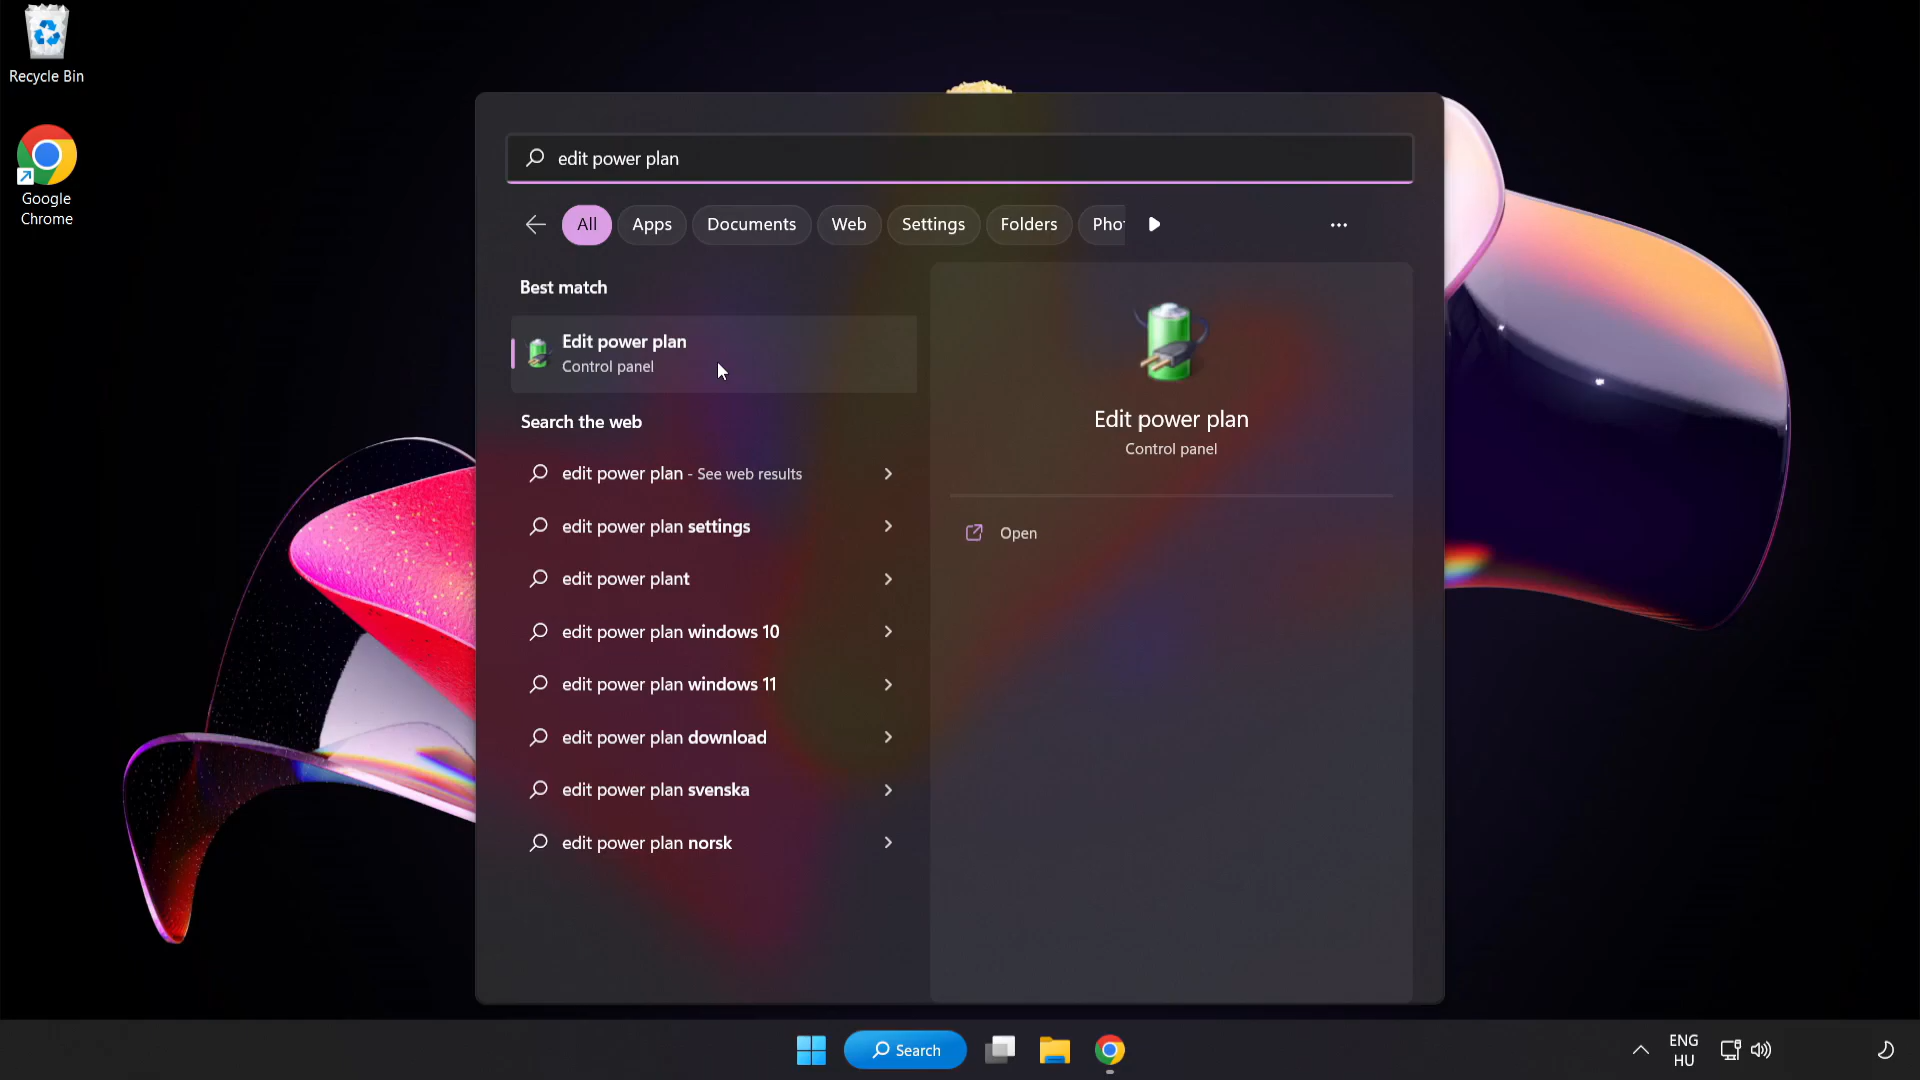 Recycle Bin
Google
Chrome
edit power plan
All Apps Documents Web Settings Folders Pho
Best match
Edit power plan
Control panel
Search the web
edit power plan - See web results
edit power plan settings
edit power plant
edit power plan windows 10
edit power plan windows 11
edit power plan download
edit power plan svenska
edit power plan norsk
Edit power plan
Control panel
Open
Search
ENG
HU